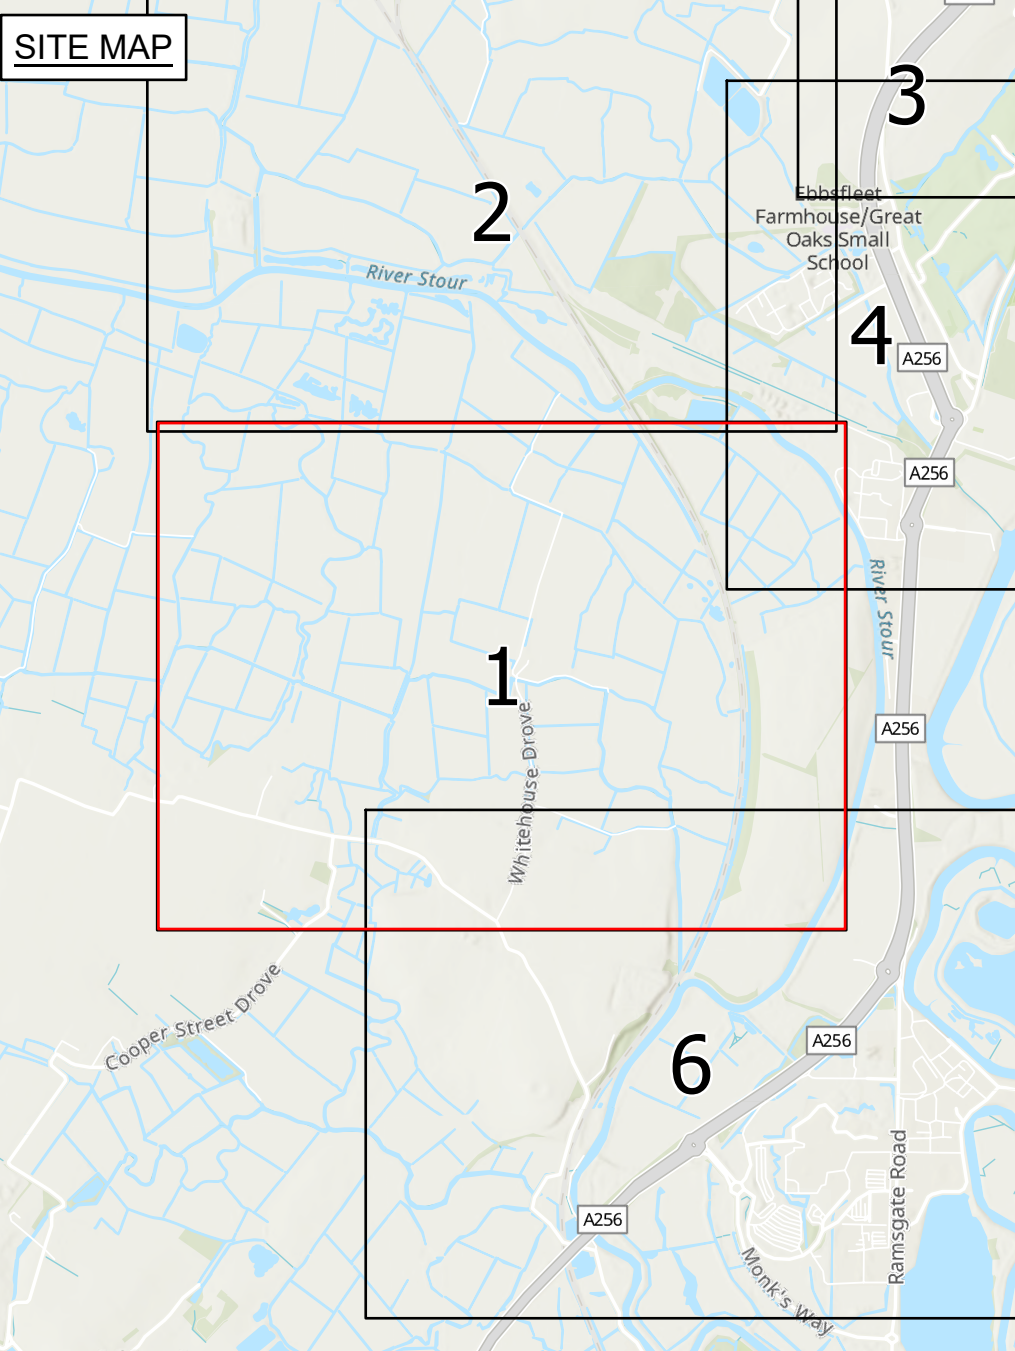 SITE MAP
3
2
Ebbsfleet
Farmhouse/Great
Oaks Small
School
River Stour
4
A256
A256
River Stour
1
A256
Whitehouse Drove
Cooper Street Drove
A256
6
A256
Ramsgate Road
Monk's Way